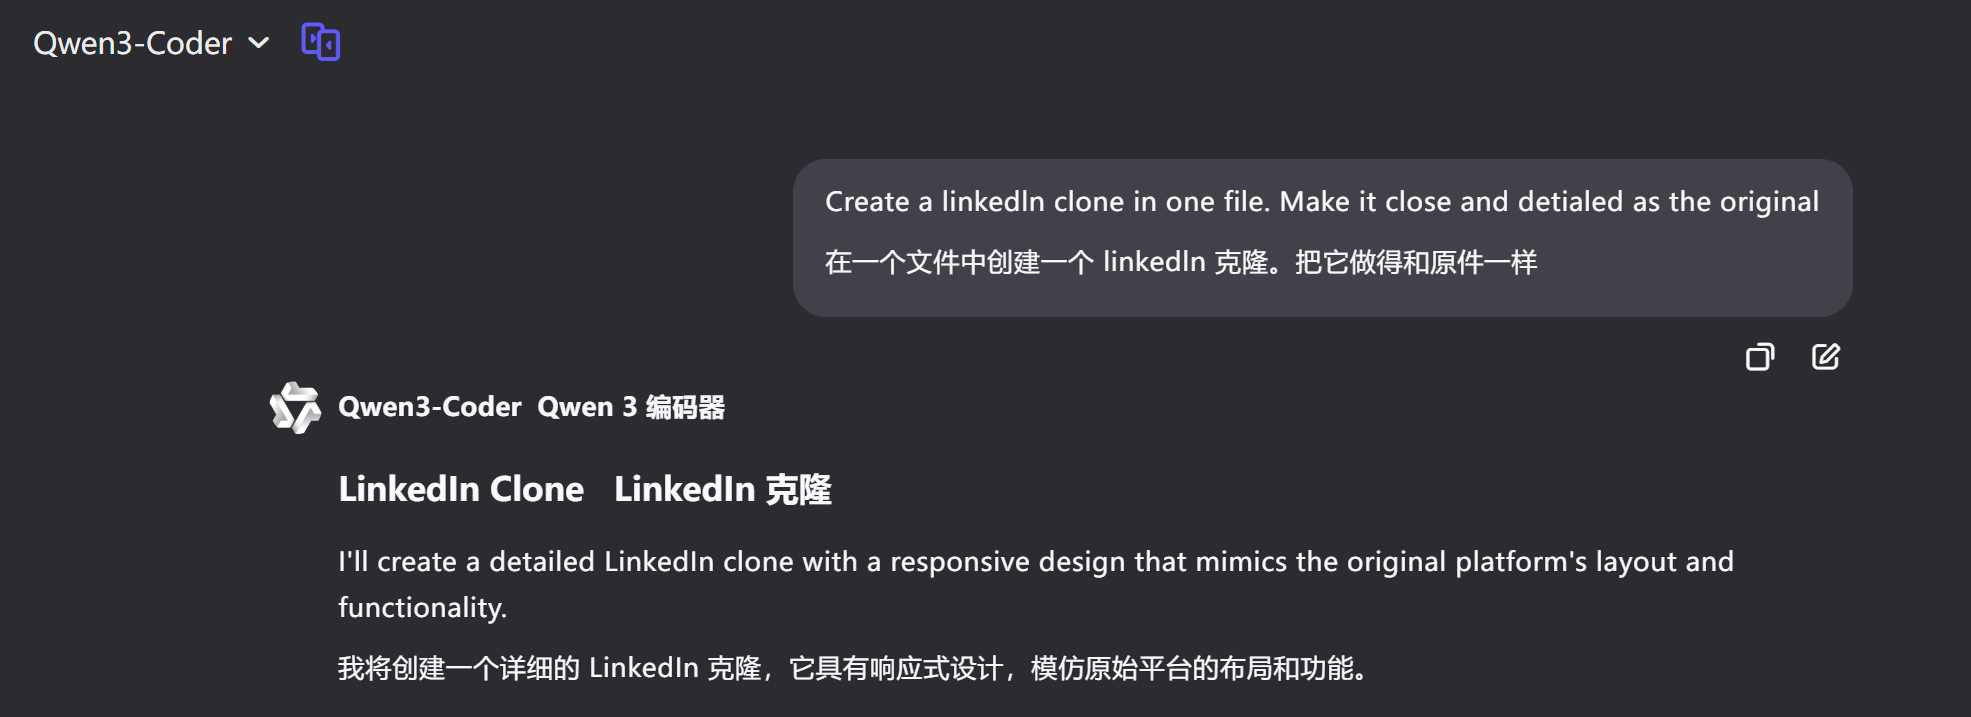 Qwen3-Coder
Create a linkedIn clone in one file. Make it close and detialed as the original
在一个文件中创建一个 linkedIn 克隆。把它做得和原件一样
Qwen3-Coder Qwen 3 编码器
LinkedIn Clone LinkedIn 克隆
I'll create a detailed LinkedIn clone with a responsive design that mimics the original platform's layout and
functionality.
我将创建一个详细的 LinkedIn 克隆，它具有响应式设计，模仿原始平台的布局和功能。